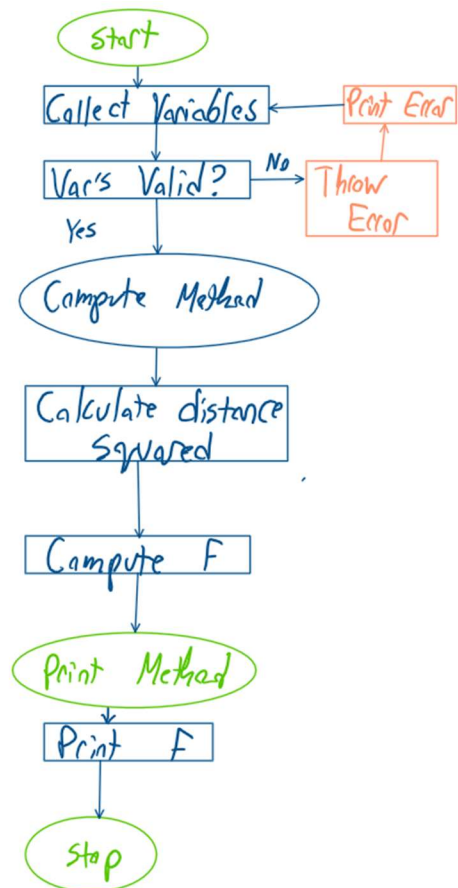 Start
Collect Variables
Print Error
Var's Valid?
No
Throw
Error
Yes
Compute Method
Calculate distance
Squared
Compute F
Print Method
Print F
Stop